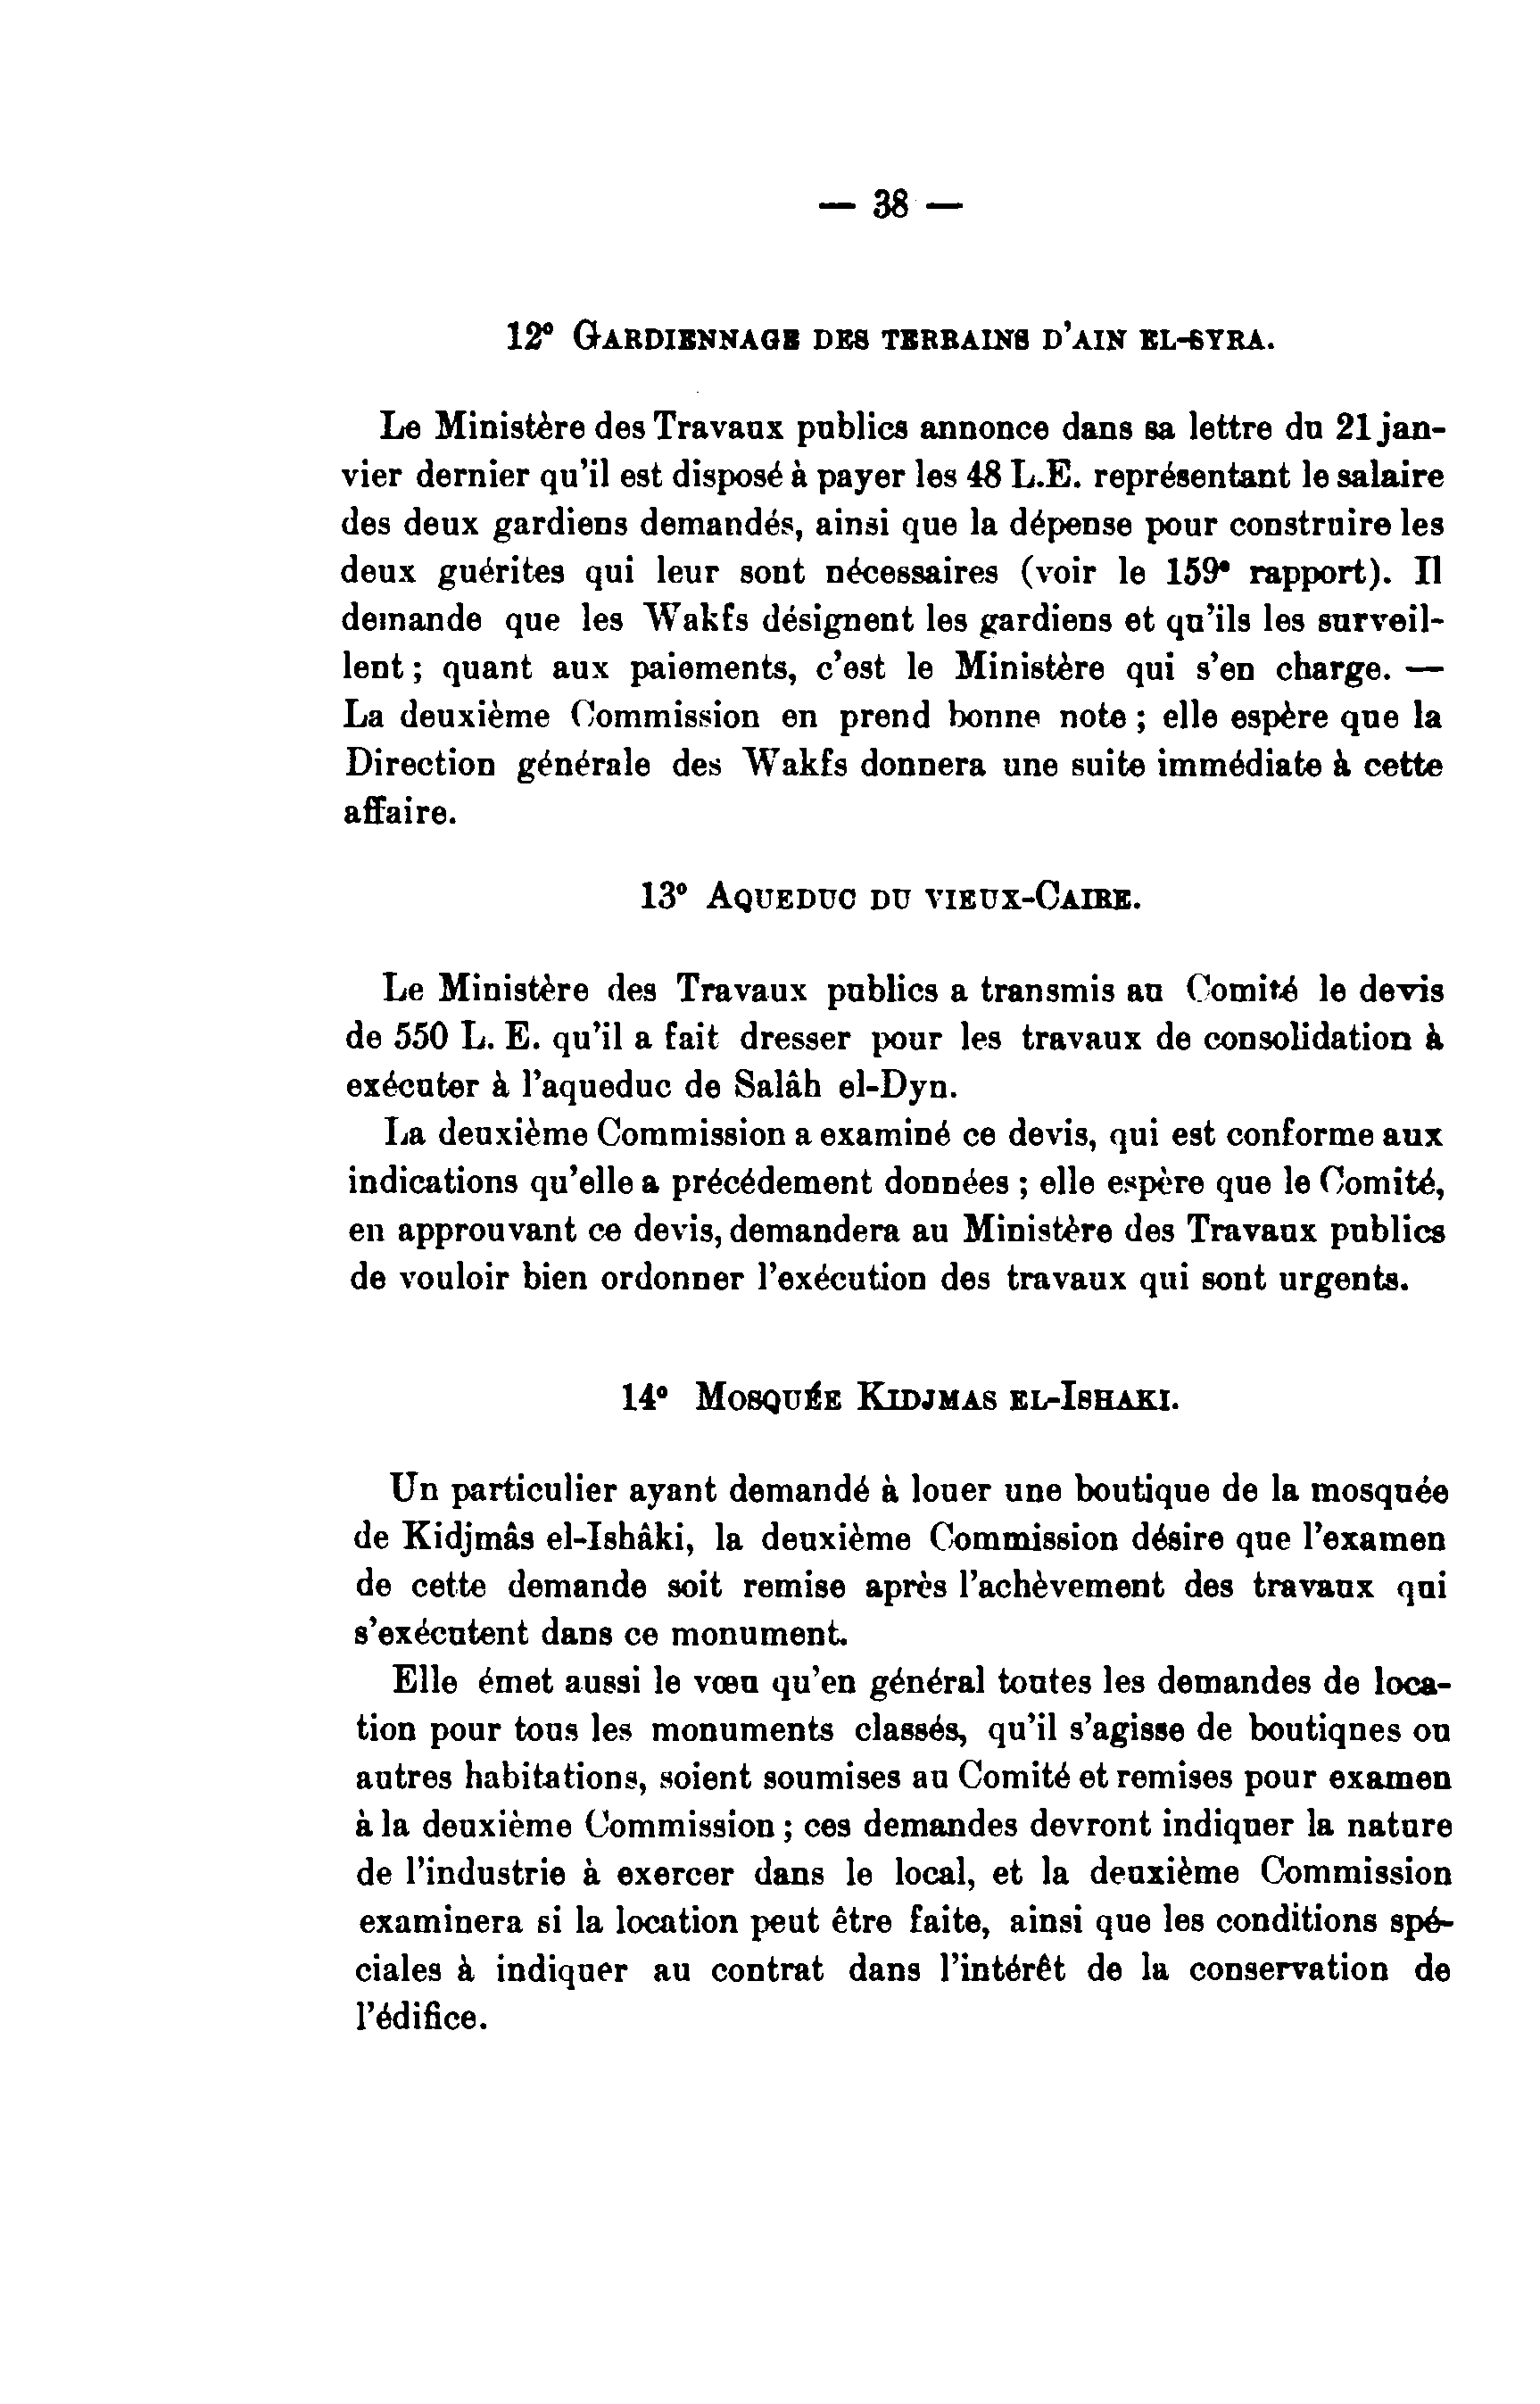 — 38 —
12° GARDIENNAGE DES TERRAINS D'AIN EL-SYRA.
Le Ministère des Travaux publics annonce dans sa lettre du 21 jan-
vier dernier qu'il est disposé à payer les 48 L.E. représentant le salaire
des deux gardiens demandés, ainsi que la dépense pour construire les
deux guérites qui leur sont nécessaires (voir le 159e rapport). Il
demande que les Wakfs désignent les gardiens et qu'ils les surveil-
lent ; quant aux paiements, c'est le Ministère qui s'en charge. —
La deuxième Commission en prend bonne note ; elle espère que la
Direction générale des Wakfs donnera une suite immédiate à cette
affaire.
13° AQUEDUC DU VIEUX-CAIRE.
Le Ministère des Travaux publics a transmis au Comité le devis
de 550 L. E. qu'il a fait dresser pour les travaux de consolidation à
exécuter à l'aqueduc de Salâh el-Dyn.
La deuxième Commission a examiné ce devis, qui est conforme aux
indications qu'elle a précédement données ; elle espère que le Comité,
en approuvant ce devis, demandera au Ministère des Travaux publics
de vouloir bien ordonner l'exécution des travaux qui sont urgents.
14° MOSQUÉE KIDJMAS EL-ISHAKI.
Un particulier ayant demandé à louer une boutique de la mosquée
de Kidjmâs el-Ishâki, la deuxième Commission désire que l'examen
de cette demande soit remise après l'achèvement des travaux qui
s'exécutent dans ce monument.
Elle émet aussi le vœu qu'en général toutes les demandes de loca-
tion pour tous les monuments classés, qu'il s'agisse de boutiques ou
autres habitations, soient soumises au Comité et remises pour examen
à la deuxième Commission ; ces demandes devront indiquer la nature
de l'industrie à exercer dans le local, et la deuxième Commission
examinera si la location peut être faite, ainsi que les conditions spé-
ciales à indiquer au contrat dans l'intérêt de la conservation de
l'édifice.